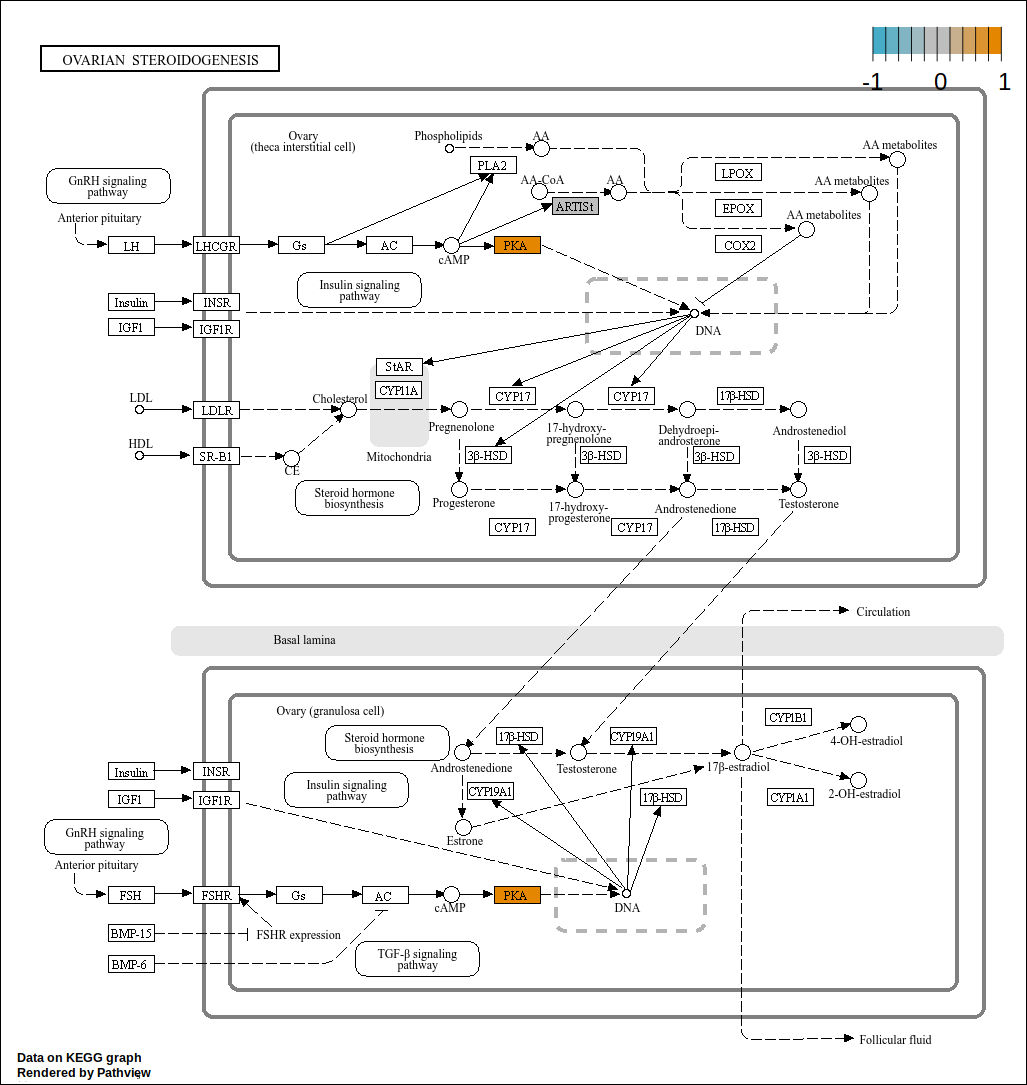 OVARIAN STEROIDOGENESIS
-1 0 1
Ovary
(theca interstitial cell)
Phospholipids
AA
PLA2
AA-CoA
AA
ARTISt
LPOX
EPOX
COX2
AA metabolites
AA metabolites
AA metabolites
GnRH signaling
pathway
Anterior pituitary
LH
LHCGR
Gs
AC
cAMP
PKA
Insulin signaling
pathway
Insulin
INSR
IGF1
IGF1R
DNA
StAR
CYP11A
Mitochondria
LDL
LDLR
Cholesterol
HDL
SR-B1
CE
Steroid hormone
biosynthesis
CYP17
CYP17
17β-HSD
Pregnenolone
17-hydroxy-
pregnenolone
Dehydroepi-
androsterone
Androstenediol
3β-HSD
3β-HSD
3β-HSD
3β-HSD
Progesterone
17-hydroxy-
progesterone
Androstenedione
Testosterone
CYP17
CYP17
17β-HSD
Circulation
Basal lamina
Ovary (granulosa cell)
Steroid hormone
biosynthesis
17β-HSD
CYP19A1
CYP1B1
4-OH-estradiol
Androstenedione
Testosterone
17β-estradiol
Insulin
INSR
Insulin signaling
pathway
CYP19A1
17β-HSD
CYP1A1
2-OH-estradiol
IGF1
IGF1R
Estrone
GnRH signaling
pathway
Anterior pituitary
FSH
FSHR
Gs
AC
cAMP
PKA
DNA
BMP-15
FSHR expression
BMP-6
TGF-β signaling
pathway
Follicular fluid
Data on KEGG graph
Rendered by Pathview